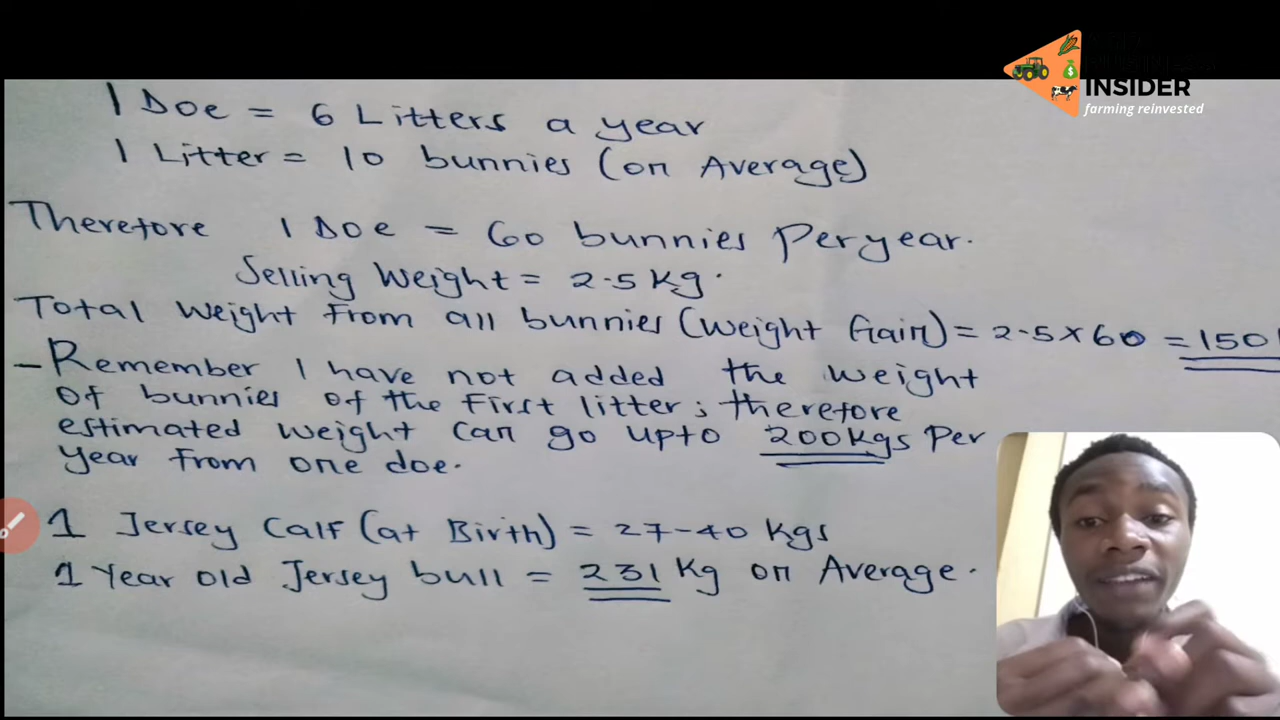 INSIDER
farming reinvested
1 Doe = 6 Litters a year
1 Litter = 10 bunnies (on Average)
Therefore 1 Doe = 60 bunnies Per year.
Selling Weight = 2.5 Kg.
Total Weight from all bunnies (Weight Gain) = 2.5 x 60 = 150
- Remember I have not added the weight
of bunnies of the First litter; therefore
estimated weight can go upto 200Kgs Per
year from one doe.
1 Jersey Calf (at Birth) = 27-40 Kgs
1 Year old Jersey bull = 231 Kg on Average.